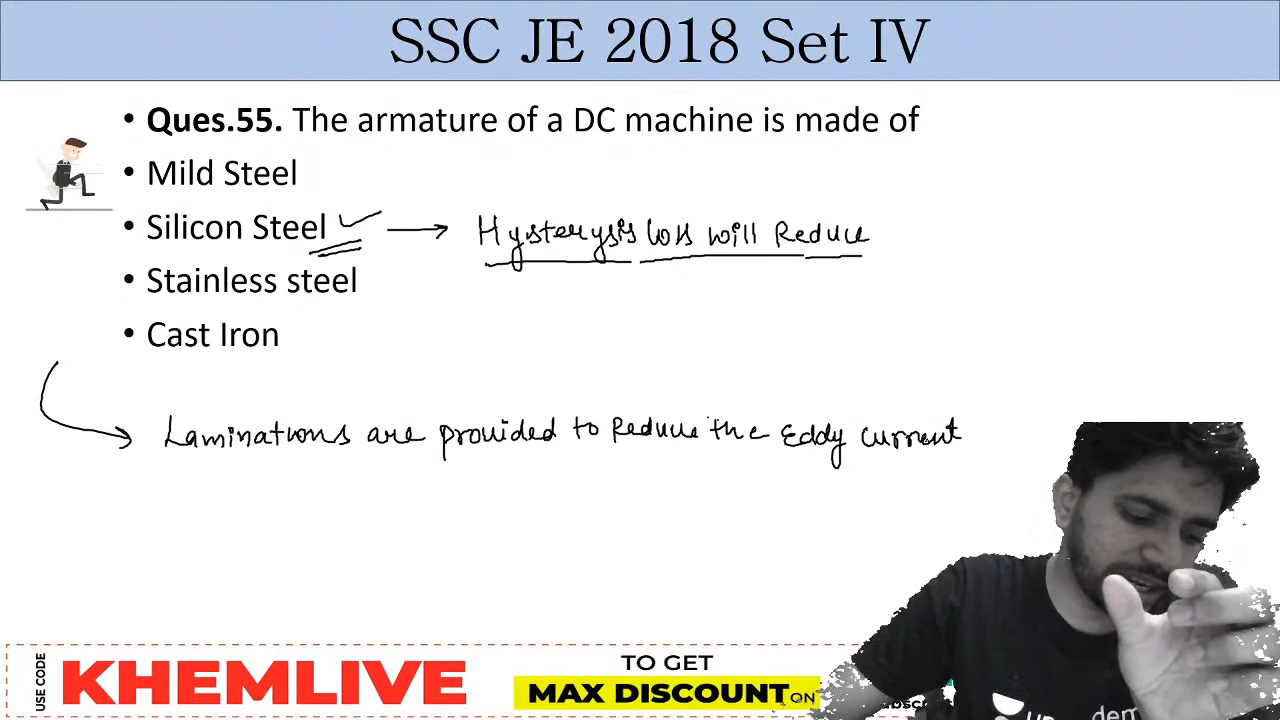 SSC JE 2018 Set IV
• Ques.55. The armature of a DC machine is made of
• Mild Steel
• Silicon Steel
Hysterysis loss will Reduce
• Stainless steel
• Cast Iron
Laminations are provided to Reduce the Eddy current
USE CODE
KHEMLIVE
TO GET
MAX DISCOUNT ON